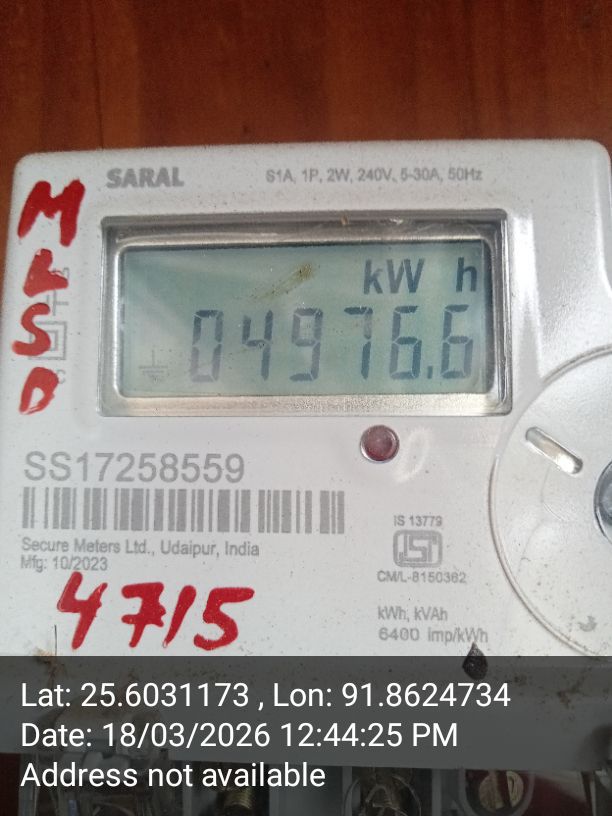 SARAL
S1A, 1P, 2W, 240V, 5-30A, 50Hz
MLSD
kW h
04976.6
SS17258559
Secure Meters Ltd., Udaipur, India
Mfg: 10/2023
IS 13779
ISI
CM/L-8150362
kWh, kVAh
6400 imp/kWh
4715
Lat: 25.6031173 , Lon: 91.8624734
Date: 18/03/2026 12:44:25 PM
Address not available